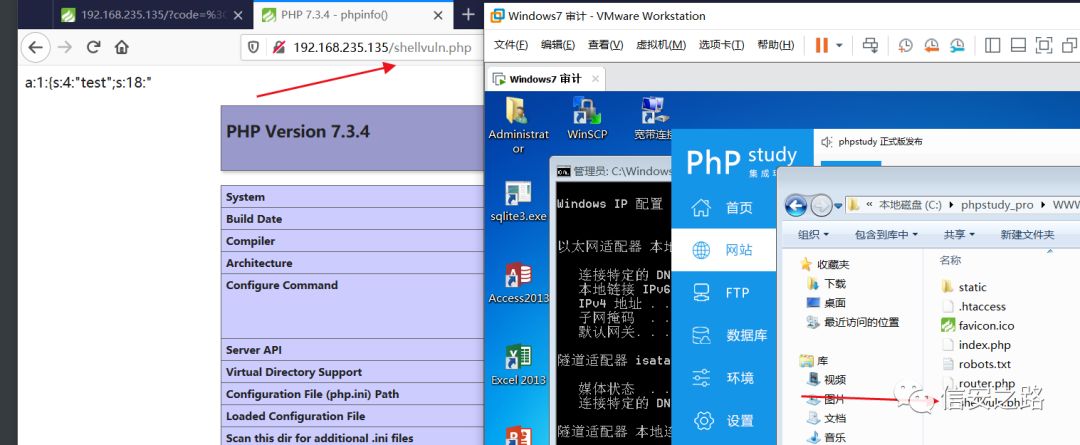 192.168.235.135/?code=%3C
PHP 7.3.4 - phpinfo()
192.168.235.135/shellvuln.php
a:1:{s:4:"test";s:18:"
PHP Version 7.3.4
System
Build Date
Compiler
Architecture
Configure Command
Server API
Virtual Directory Support
Configuration File (php.ini) Path
Loaded Configuration File
Scan this dir for additional .ini files
Windows7 审计 - VMware Workstation
文件(F) 编辑(E) 查看(V) 虚拟机(M) 选项卡(T) 帮助(H)
Windows7 审计
Administrat
or
WinSCP
宽带连接
sqlite3.exe
Access2013
Excel 2013
管理员: C:\Windows
Windows IP 配置
以太网适配器 本地
连接特定的 DN
本地链接 IPv6
IPv4 地址 . .
子网掩码 . .
默认网关. . .
隧道适配器 isata
媒体状态 . .
连接特定的 DN
隧道适配器 本地连
PhP study
集成环
phpstudy 正式版发布
首页
网站
FTP
数据库
环境
设置
« 本地磁盘 (C:) phpstudy_pro WWW
组织 包含到库中 共享 新建文件夹
收藏夹
下载
桌面
最近访问的位置
库
视频
图片
文档
音乐
名称
static
.htaccess
favicon.ico
index.php
robots.txt
router.php
shellvuln.php
信安之路